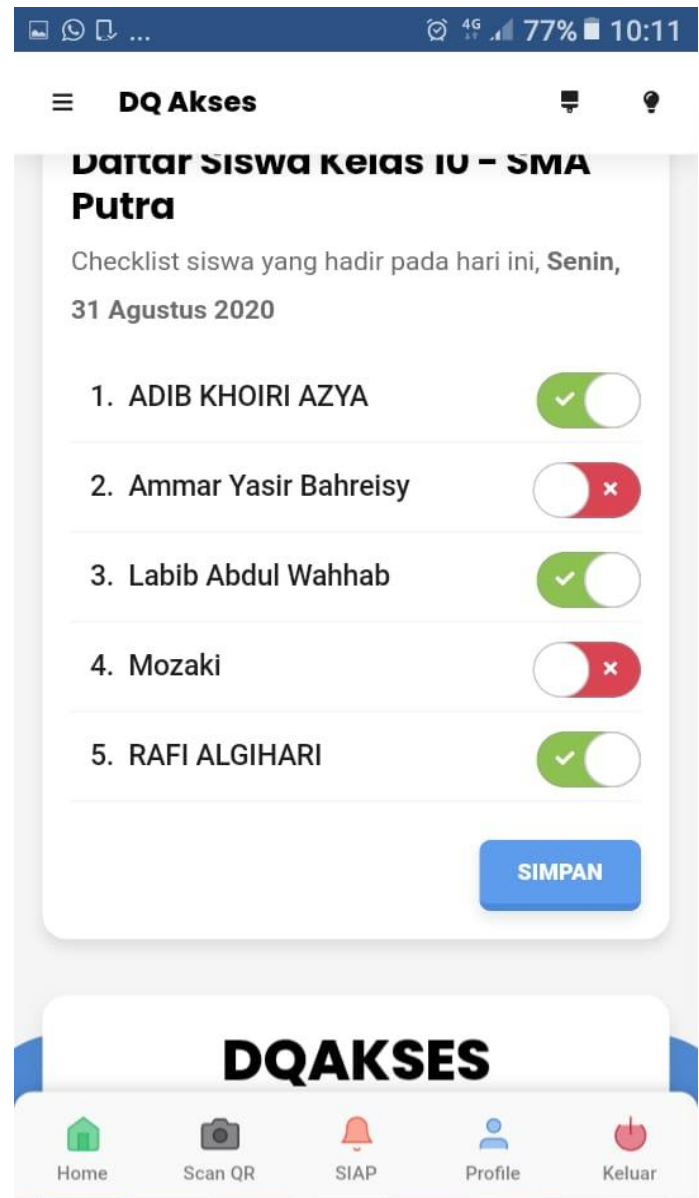 ... 4G 77% 10:11
DQ Akses
Daftar Siswa Kelas 10 - SMA
Putra
Checklist siswa yang hadir pada hari ini, Senin,
31 Agustus 2020
1. ADIB KHOIRI AZYA
2. Ammar Yasir Bahreisy
3. Labib Abdul Wahhab
4. Mozaki
5. RAFI ALGIHARI
SIMPAN
DQAKSES
Home Scan QR SIAP Profile Keluar